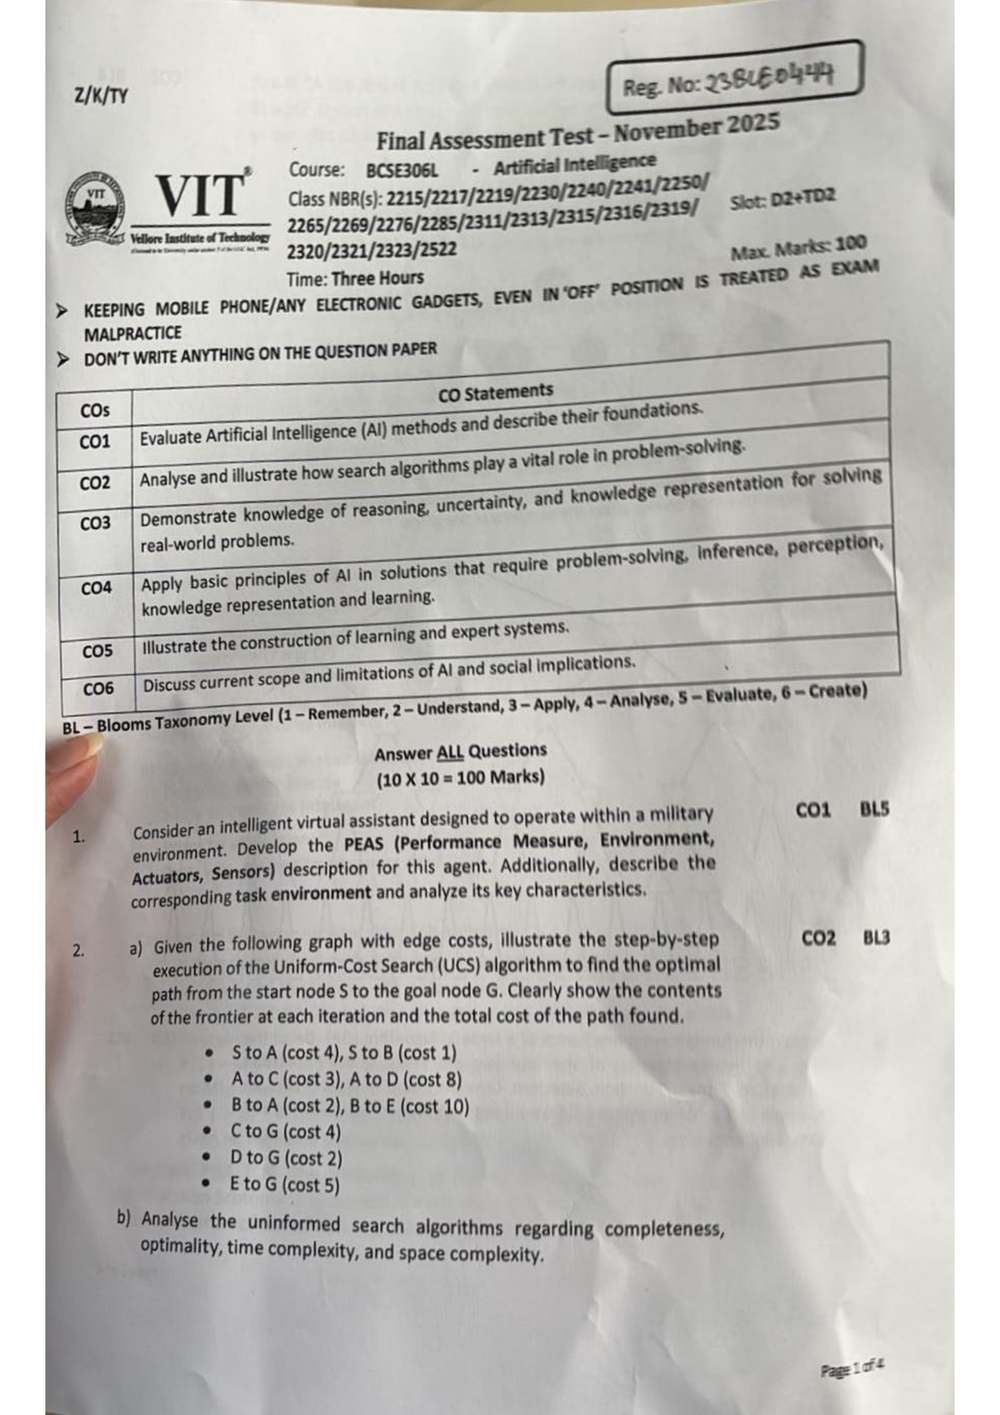 Z/K/TY
Reg. No: 23BLE0444
Final Assessment Test – November 2025
Course: BCSE306L - Artificial Intelligence
Class NBR(s): 2215/2217/2219/2230/2240/2241/2250/
2265/2269/2276/2285/2311/2313/2315/2316/2319/
2320/2321/2323/2522
Slot: D2+TD2
Time: Three Hours
Max. Marks: 100
VIT
VIT®
Vellore Institute of Technology
➤ KEEPING MOBILE PHONE/ANY ELECTRONIC GADGETS, EVEN IN 'OFF' POSITION IS TREATED AS EXAM
MALPRACTICE
➤ DON'T WRITE ANYTHING ON THE QUESTION PAPER
COs CO Statements
CO1 Evaluate Artificial Intelligence (AI) methods and describe their foundations.
CO2 Analyse and illustrate how search algorithms play a vital role in problem-solving.
CO3 Demonstrate knowledge of reasoning, uncertainty, and knowledge representation for solving
real-world problems.
CO4 Apply basic principles of AI in solutions that require problem-solving, inference, perception,
knowledge representation and learning.
CO5 Illustrate the construction of learning and expert systems.
CO6 Discuss current scope and limitations of AI and social implications.
BL – Blooms Taxonomy Level (1 – Remember, 2 – Understand, 3 – Apply, 4 – Analyse, 5 – Evaluate, 6 – Create)
Answer ALL Questions
(10 X 10 = 100 Marks)
1. Consider an intelligent virtual assistant designed to operate within a military CO1 BL5
environment. Develop the PEAS (Performance Measure, Environment,
Actuators, Sensors) description for this agent. Additionally, describe the
corresponding task environment and analyze its key characteristics.
2. a) Given the following graph with edge costs, illustrate the step-by-step CO2 BL3
execution of the Uniform-Cost Search (UCS) algorithm to find the optimal
path from the start node S to the goal node G. Clearly show the contents
of the frontier at each iteration and the total cost of the path found.
• S to A (cost 4), S to B (cost 1)
• A to C (cost 3), A to D (cost 8)
• B to A (cost 2), B to E (cost 10)
• C to G (cost 4)
• D to G (cost 2)
• E to G (cost 5)
b) Analyse the uninformed search algorithms regarding completeness,
optimality, time complexity, and space complexity.
Page 1 of 4